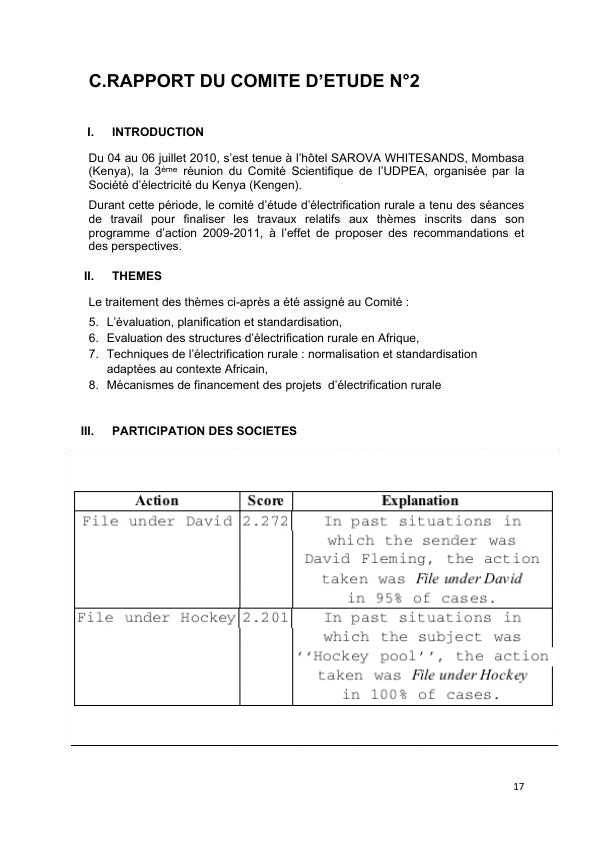 C.RAPPORT DU COMITE D’ETUDE N°2
I. INTRODUCTION
Du 04 au 06 juillet 2010, s’est tenue à l’hôtel SAROVA WHITESANDS, Mombasa
(Kenya), la 3ème réunion du Comité Scientifique de l’UDPEA, organisée par la
Société d’électricité du Kenya (Kengen).
Durant cette période, le comité d’étude d’électrification rurale a tenu des séances
de travail pour finaliser les travaux relatifs aux thèmes inscrits dans son
programme d’action 2009-2011, à l’effet de proposer des recommandations et
des perspectives.
II. THEMES
Le traitement des thèmes ci-après a été assigné au Comité :
5. L’évaluation, planification et standardisation,
6. Evaluation des structures d’électrification rurale en Afrique,
7. Techniques de l’électrification rurale : normalisation et standardisation
adaptées au contexte Africain,
8. Mécanismes de financement des projets d’électrification rurale
III. PARTICIPATION DES SOCIETES
Action Score Explanation
File under David 2.272 In past situations in
which the sender was
David Fleming, the action
taken was File under David
in 95% of cases.
File under Hockey 2.201 In past situations in
which the subject was
‘‘Hockey pool’’, the action
taken was File under Hockey
in 100% of cases.
17